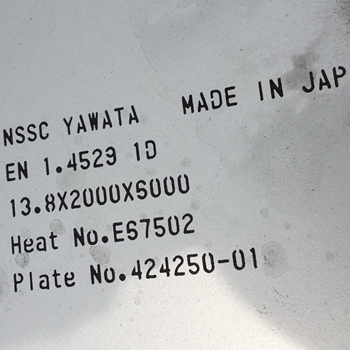 NSSC YAWATA MADE IN JAP
EN 1.4529 1D
13.8X2000X6000
Heat No.E67502
Plate No.424250-01